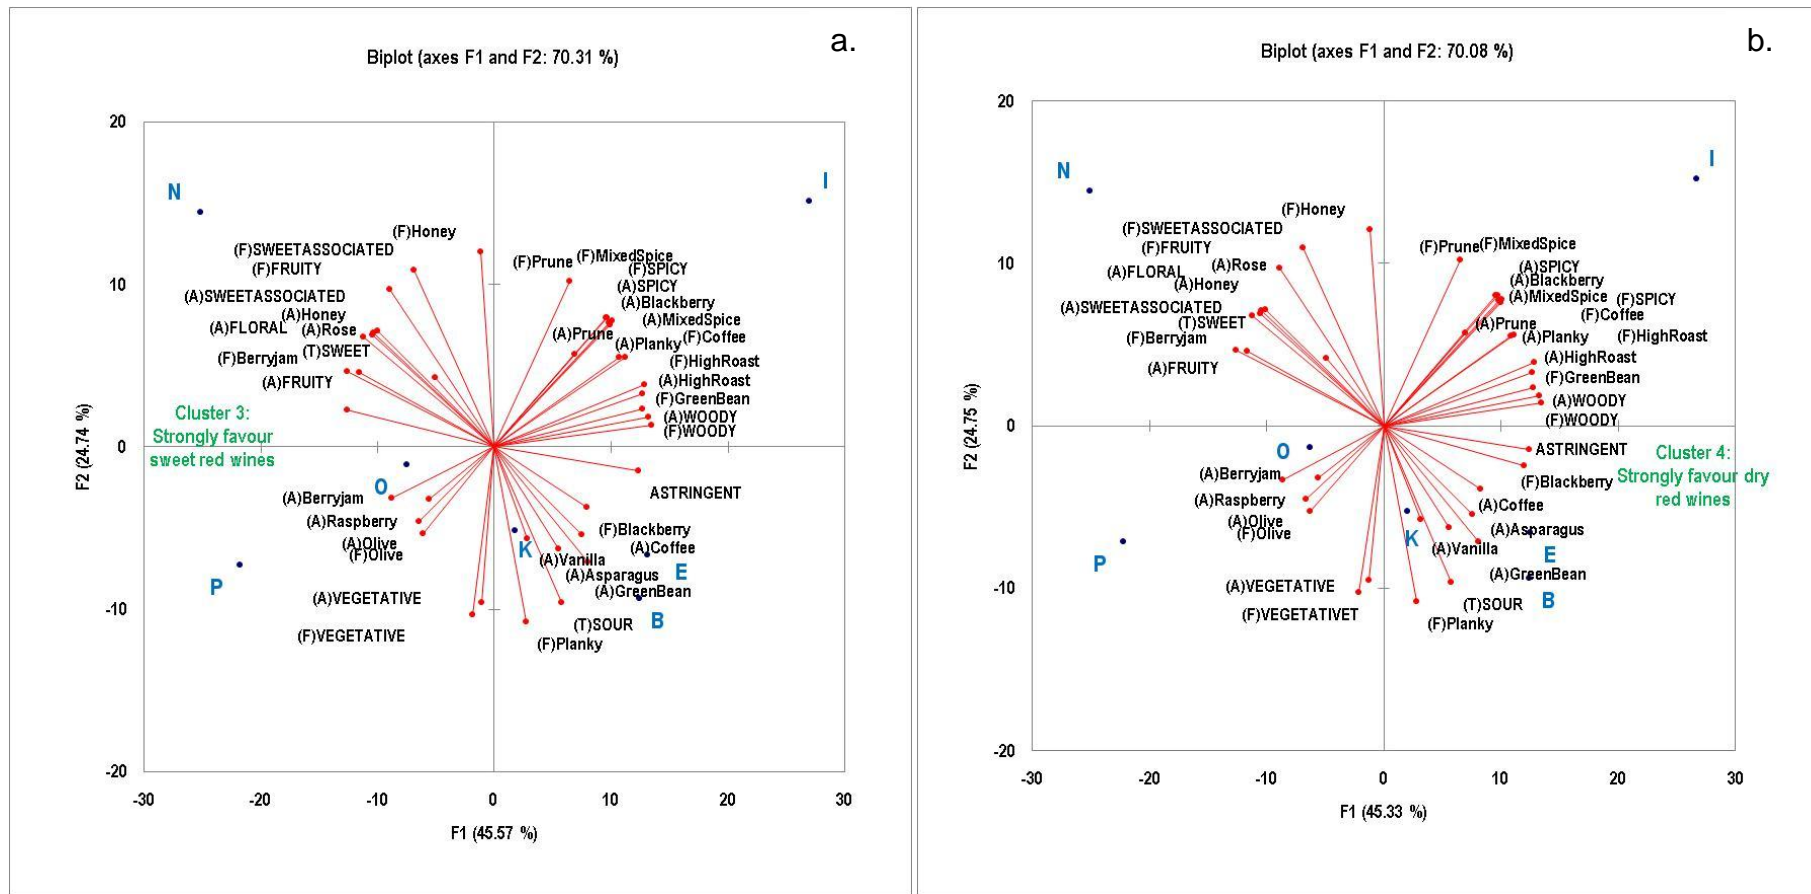 a.
Biplot (axes F1 and F2: 70.31 %)
20
N
I
(F)Honey
(F)SWEETASSOCIATED
(F)Prune
(F)MixedSpice
(F)FRUITY
(F)SPICY
(A)SPICY
10
(A)SWEETASSOCIATED
(A)Blackberry
(A)Honey
(A)MixedSpice
(A)FLORAL
(A)Rose
(A)Prune
(F)Coffee
(T)SWEET
(A)Planky
(F)Berryjam
(F)HighRoast
(A)FRUITY
(A)HighRoast
(F)GreenBean
Cluster 3:
Strongly favour
sweet red wines
(A)WOODY
(F)WOODY
F2 (24.74 %)
0
O
(A)Berryjam
ASTRINGENT
(A)Raspberry
(F)Blackberry
(A)Olive
(F)Olive
K
(A)Coffee
(A)Vanilla
E
P
(A)Asparagus
(A)VEGETATIVE
(A)GreenBean
-10
B
(F)VEGETATIVE
(T)SOUR
(F)Planky
-20
-30
-20
-10
0
10
20
30
F1 (45.57 %)
b.
Biplot (axes F1 and F2: 70.08 %)
20
N
I
(F)Honey
(F)SWEETASSOCIATED
(F)FRUITY
(F)Prune
(F)MixedSpice
(A)FLORAL
(A)Rose
(A)SPICY
10
(A)Honey
(A)Blackberry
(A)SWEETASSOCIATED
(A)MixedSpice
(F)SPICY
(T)SWEET
(F)Coffee
(F)Berryjam
(A)Prune
(A)Planky
(F)HighRoast
(A)FRUITY
(A)HighRoast
(F)GreenBean
(A)WOODY
(F)WOODY
F2 (24.75 %)
0
O
ASTRINGENT
Cluster 4:
Strongly favour dry
red wines
(A)Berryjam
(F)Blackberry
(A)Raspberry
(A)Coffee
(A)Olive
(F)Olive
K
(A)Asparagus
(A)Vanilla
E
P
(A)VEGETATIVE
(A)GreenBean
-10
B
(F)VEGETATIVET
(T)SOUR
(F)Planky
-20
-30
-20
-10
0
10
20
30
F1 (45.33 %)